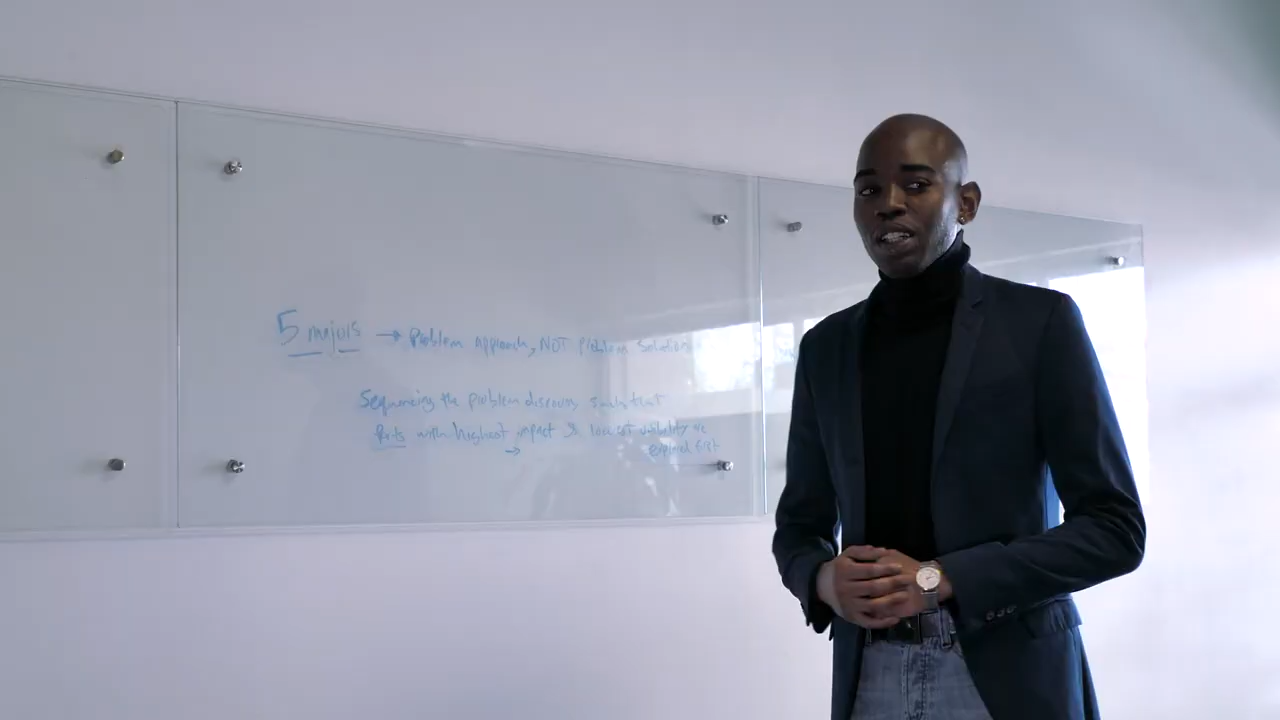 5 majors → Problem approach, NOT problem solution
Sequencing the problem discovery such that
Parts with highest impact & lowest visibility are
explored first